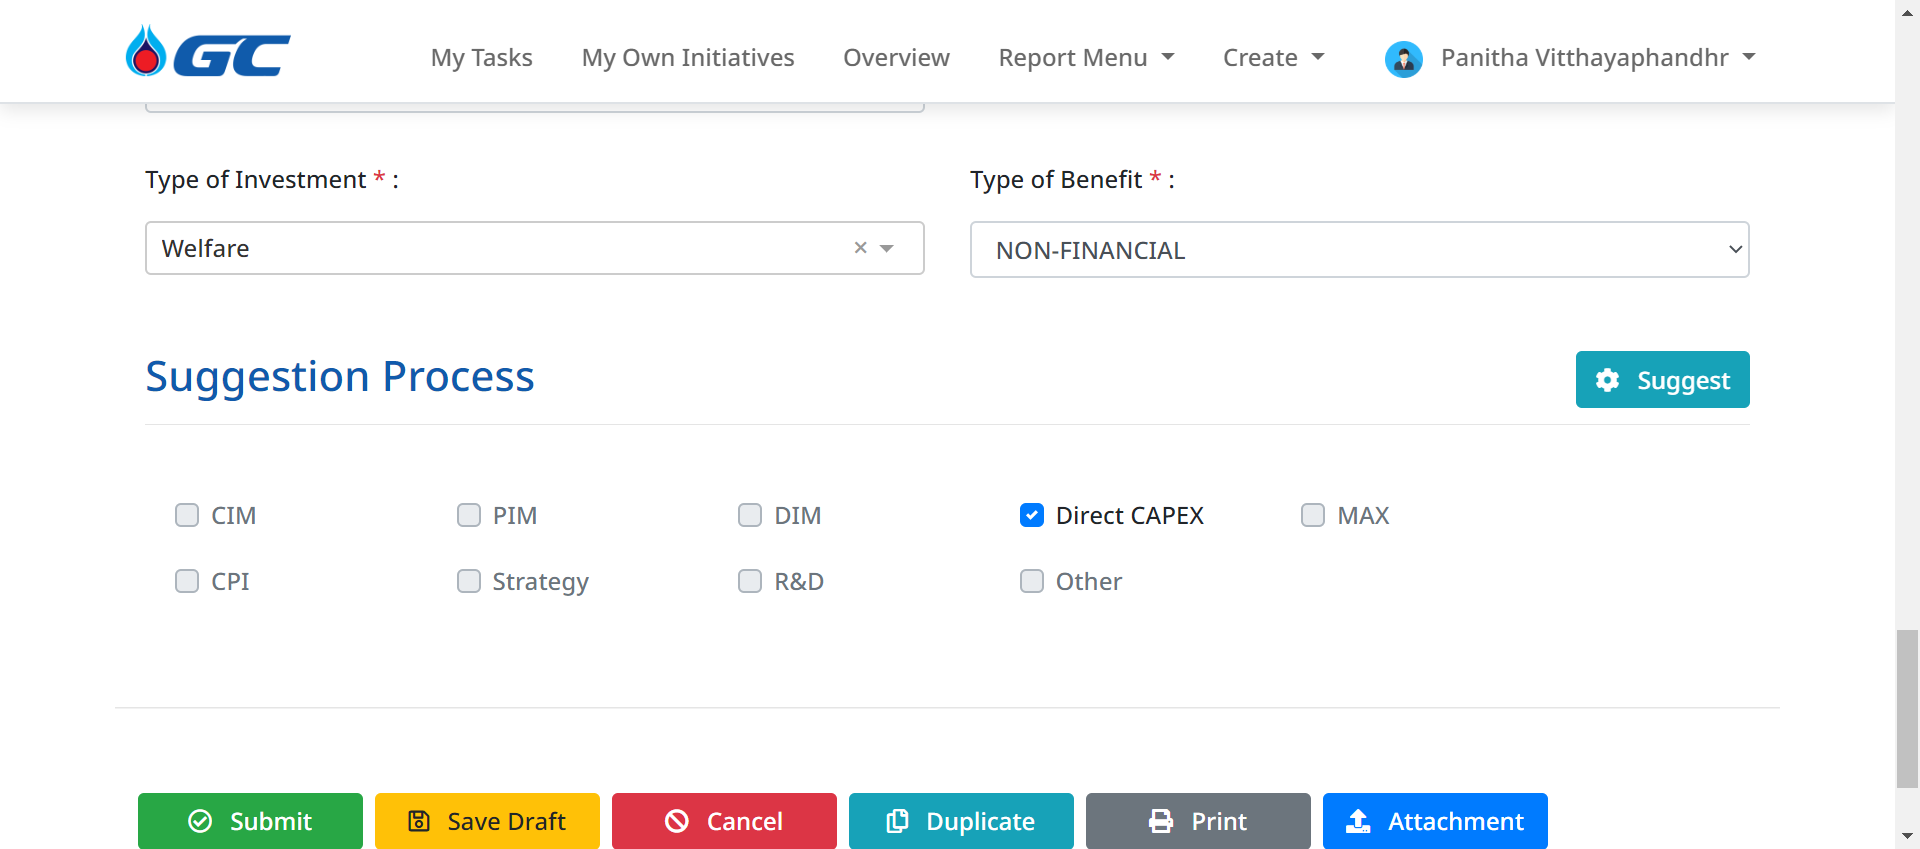 GC My Tasks My Own Initiatives Overview Report Menu Create Panitha Vitthayaphandhr
Type of Investment * : Type of Benefit * :
Welfare × NON-FINANCIAL
Suggestion Process Suggest
CIM PIM DIM Direct CAPEX MAX
CPI Strategy R&D Other
Submit Save Draft Cancel Duplicate Print Attachment